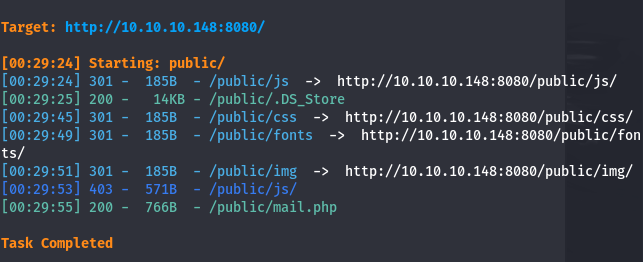 Target: http://10.10.10.148:8080/
[00:29:24] Starting: public/
[00:29:24] 301 -  185B  - /public/js  ->  http://10.10.10.148:8080/public/js/
[00:29:25] 200 -   14KB - /public/.DS_Store
[00:29:45] 301 -  185B  - /public/css  ->  http://10.10.10.148:8080/public/css/
[00:29:49] 301 -  185B  - /public/fonts  ->  http://10.10.10.148:8080/public/fon
ts/
[00:29:51] 301 -  185B  - /public/img  ->  http://10.10.10.148:8080/public/img/
[00:29:53] 403 -  571B  - /public/js/
[00:29:55] 200 -  766B  - /public/mail.php
Task Completed